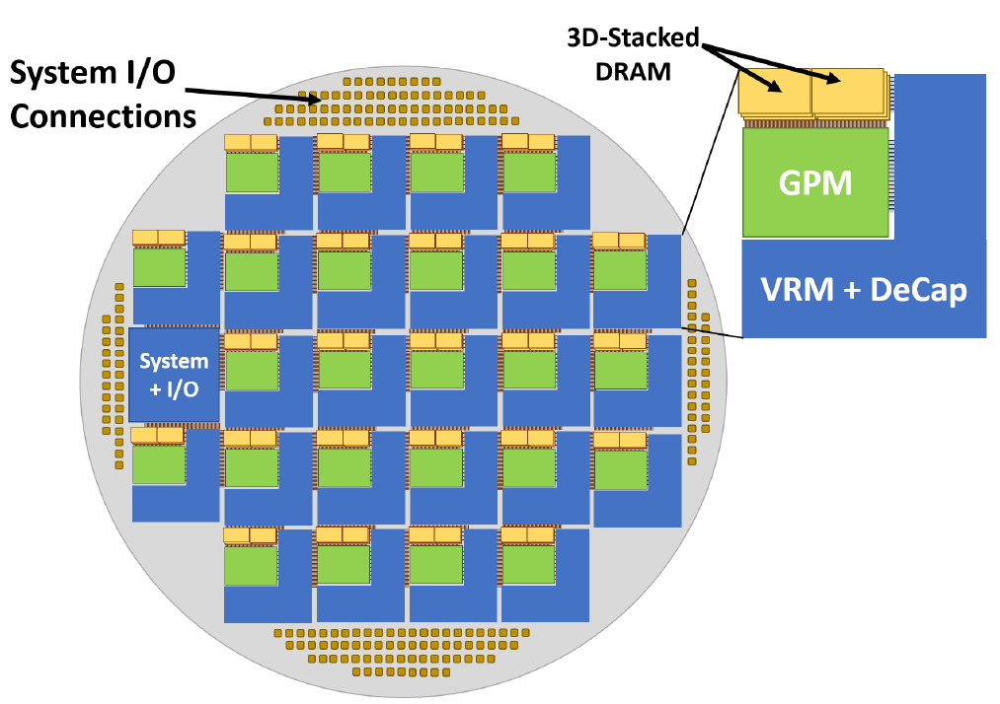 System I/O
Connections
3D-Stacked
DRAM
GPM
VRM + DeCap
System
+ I/O